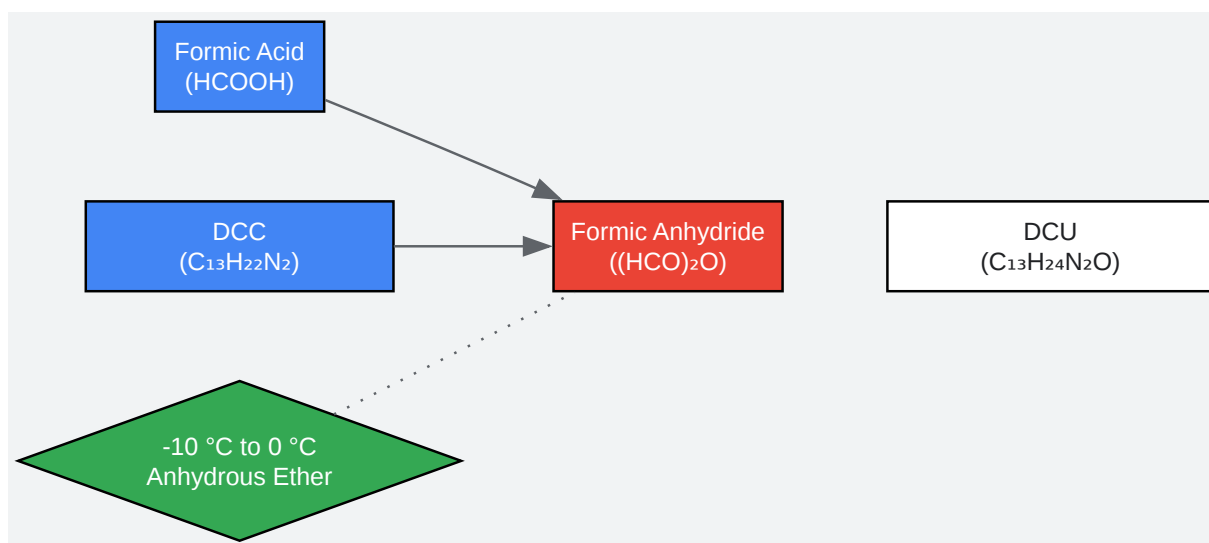 Formic Acid
(HCOOH)
DCC
(C₁₃H₂₂N₂)
Formic Anhydride
((HCO)₂O)
DCU
(C₁₃H₂₄N₂O)
-10 °C to 0 °C
Anhydrous Ether